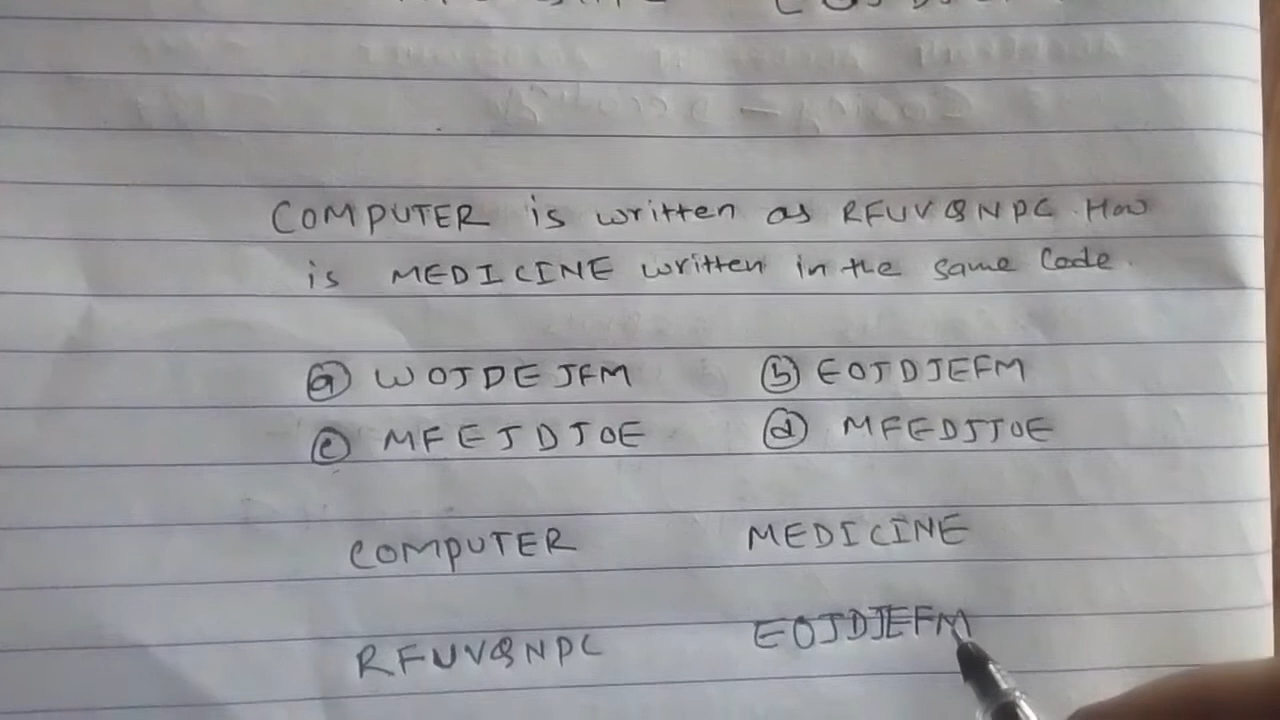 COMPUTER is written as RFUVQNPC. How
is MEDICINE written in the same Code.
(a) WOJDEJFM (b) EOJDJEFM
(c) MFEJDJOE (d) MFEDJJOE
COMPUTER MEDICINE
RFUVQNPC EOJDJEFM